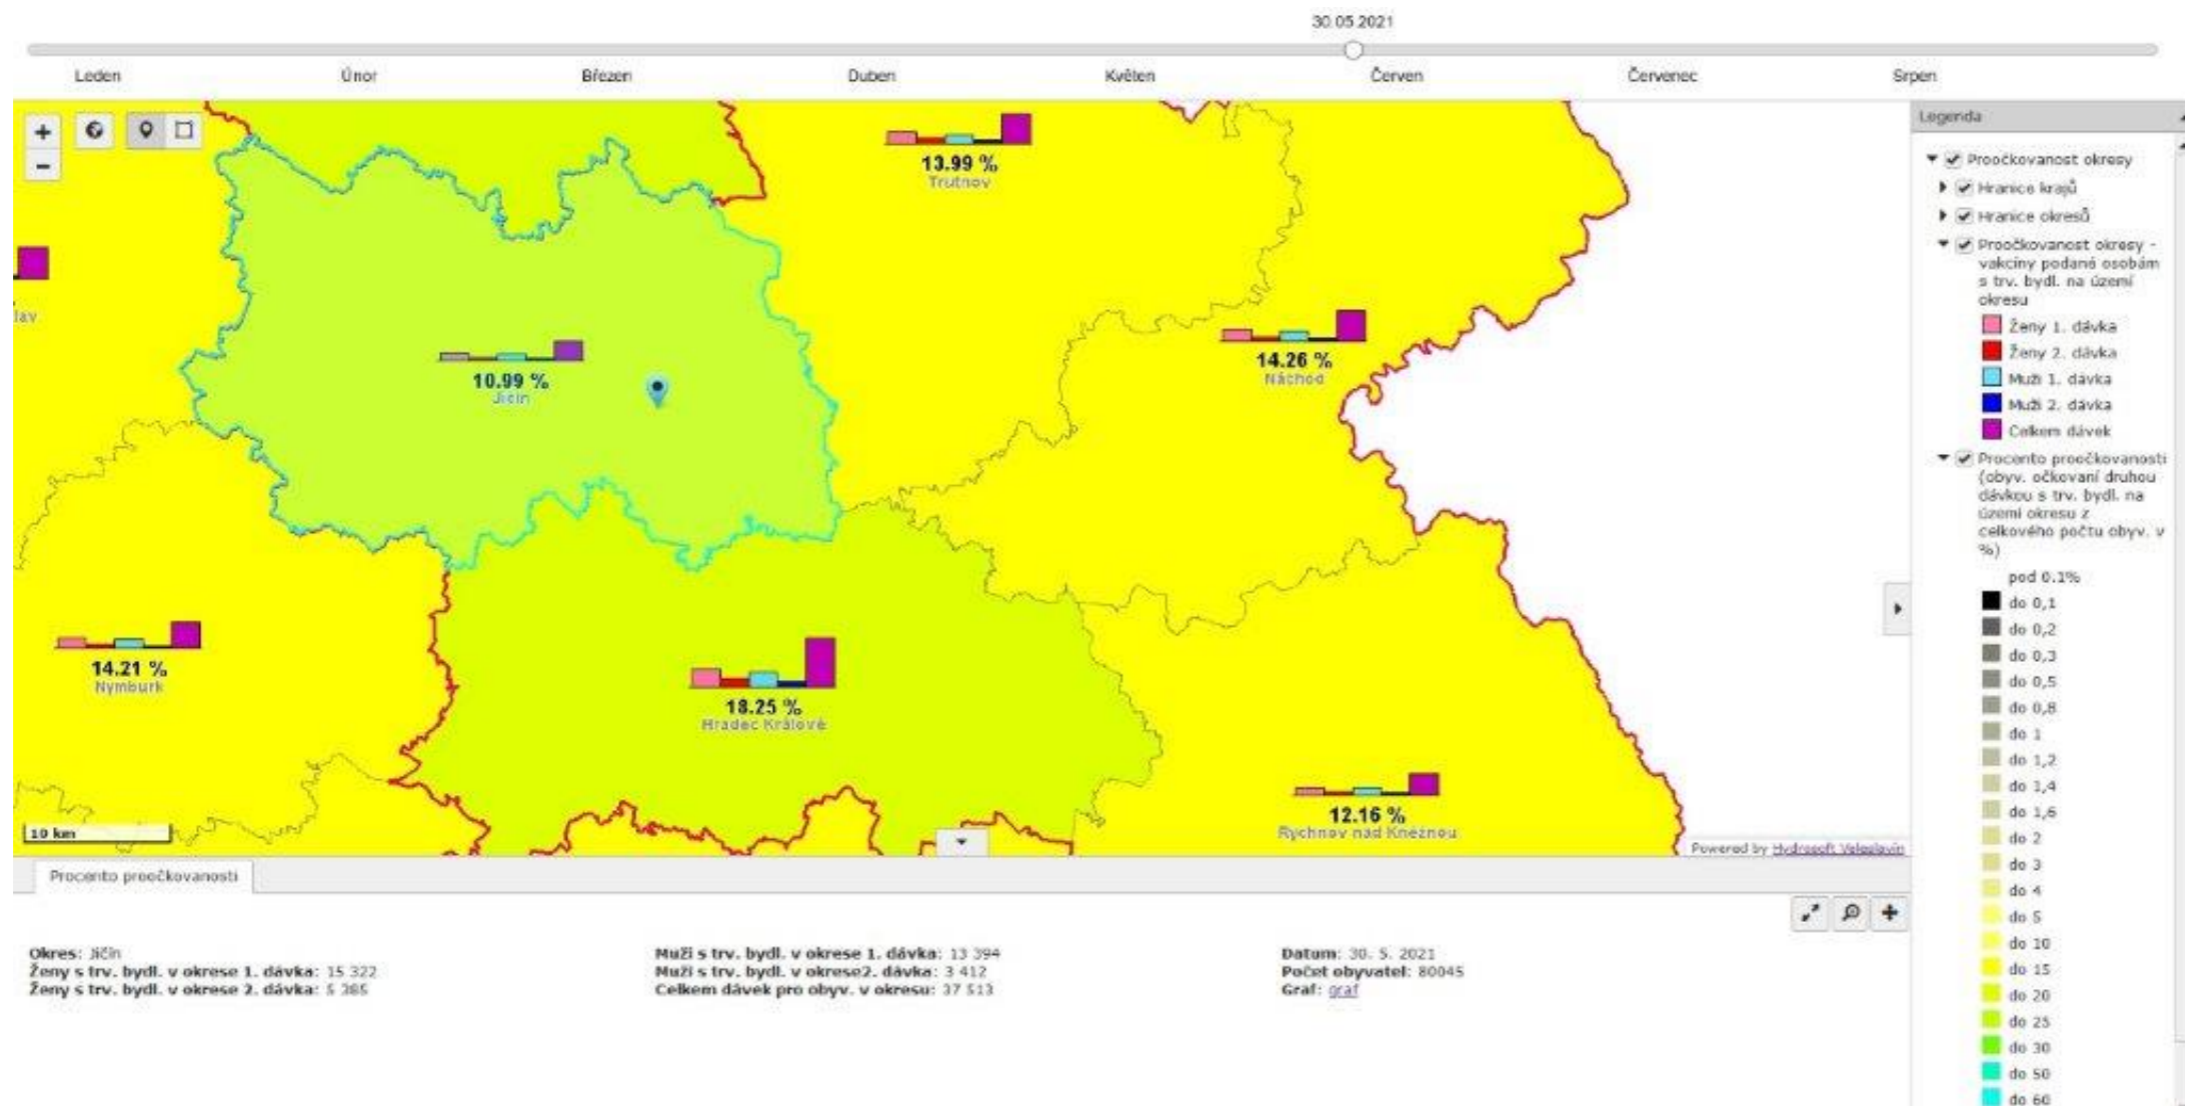 30.05.2021
Leden Únor Březen Duben Květen Červen Červenec Srpen
Legenda
Proočkovanost okresy
Hranice krajů
Hranice okresů
Proočkovanost okresy -
vakcíny podané osobám
s trv. bydl. na území
okresu
Ženy 1. dávka
Ženy 2. dávka
Muži 1. dávka
Muži 2. dávka
Celkem dávek
Procento proočkovanosti
(obyv. očkovaní druhou
dávkou s trv. bydl. na
území okresu z
celkového počtu obyv. v
%)
pod 0.1%
do 0,1
do 0,2
do 0,3
do 0,5
do 0,8
do 1
do 1,2
do 1,4
do 1,6
do 2
do 3
do 4
do 5
do 10
do 15
do 20
do 25
do 30
do 50
do 60
13.99 %
Trutnov
lav
10.99 %
Jičín
14.26 %
Náchod
14.21 %
Nymburk
18.25 %
Hradec Králové
12.16 %
Rychnov nad Kněžnou
10 km
Powered by Hydrosoft Veleslavín
Procento proočkovanosti
Okres: Jičín
Ženy s trv. bydl. v okrese 1. dávka: 15 322
Ženy s trv. bydl. v okrese 2. dávka: 5 385
Muži s trv. bydl. v okrese 1. dávka: 13 394
Muži s trv. bydl. v okrese2. dávka: 3 412
Celkem dávek pro obyv. v okresu: 37 513
Datum: 30. 5. 2021
Počet obyvatel: 80045
Graf: graf